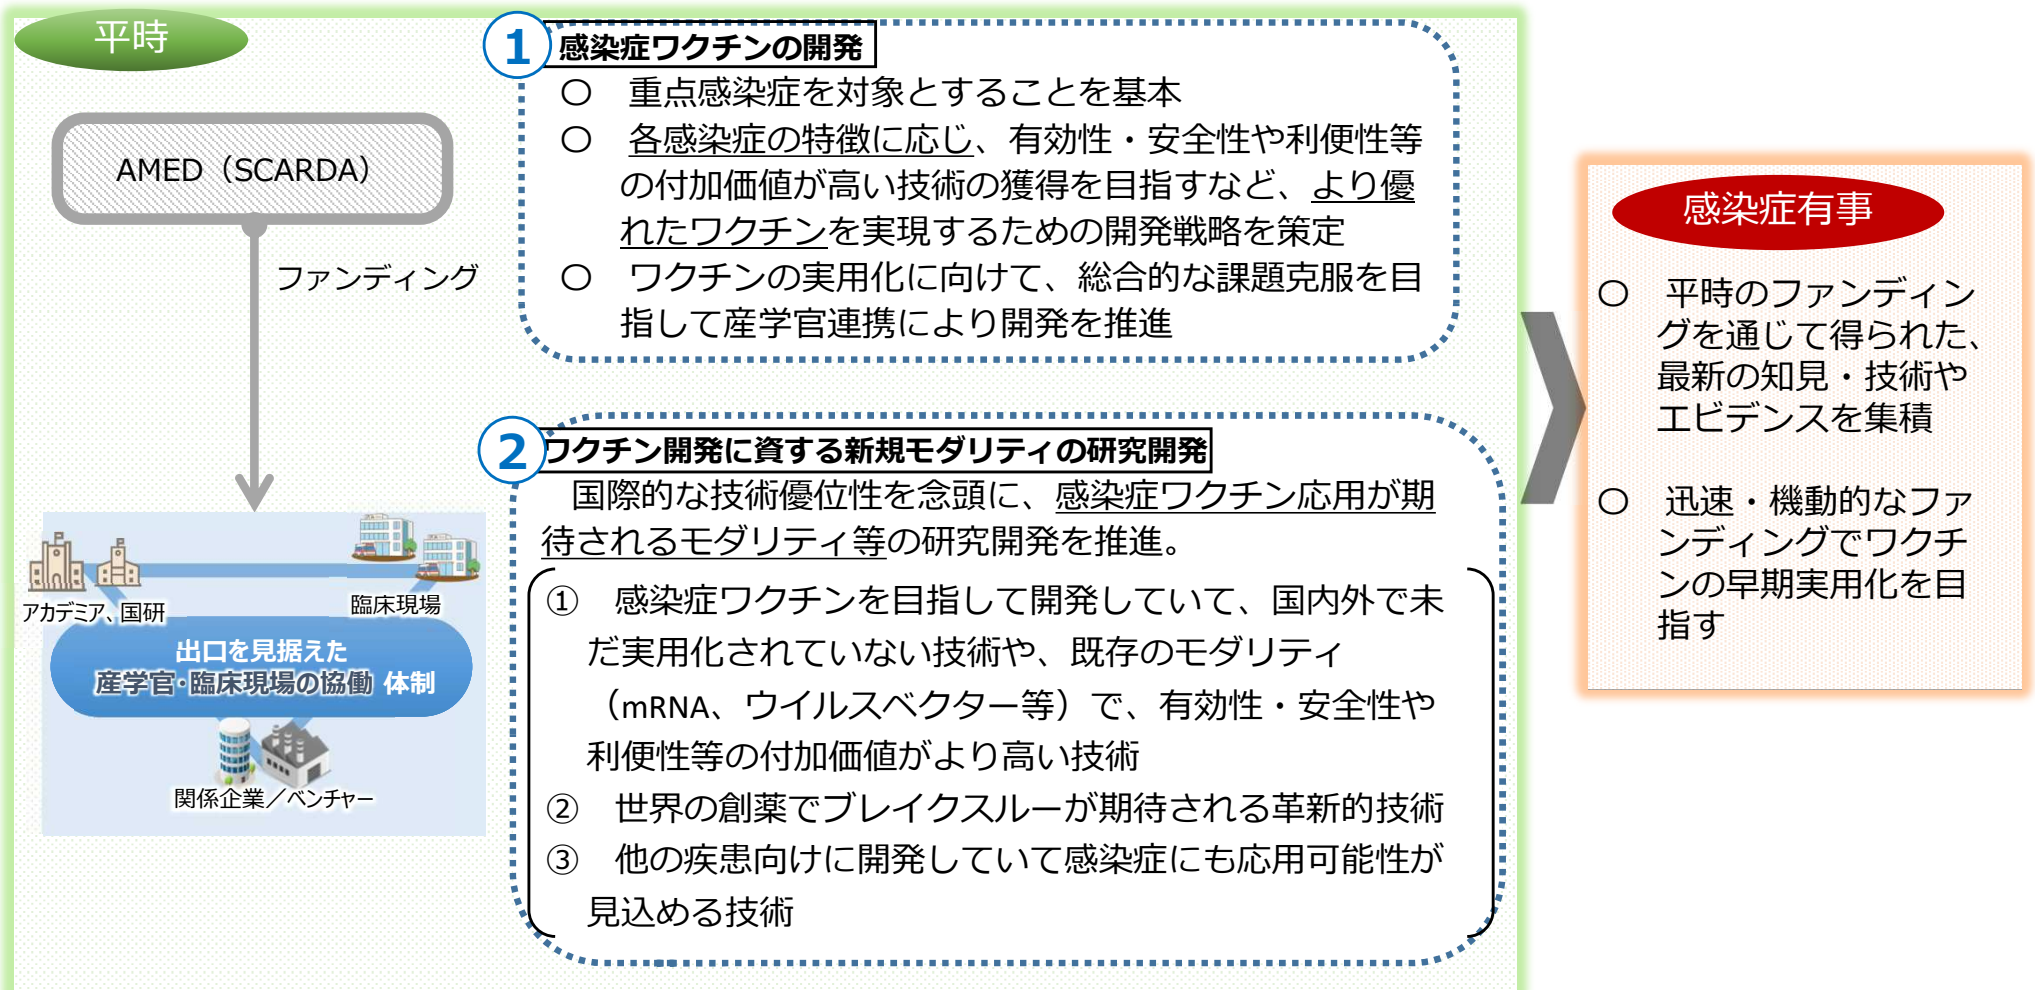 平時
AMED（SCARDA）
ファンディング
アカデミア、国研
臨床現場
出口を見据えた
産学官・臨床現場の協働 体制
関係企業／ベンチャー
1
感染症ワクチンの開発
○　重点感染症を対象とすることを基本
○　各感染症の特徴に応じ、有効性・安全性や利便性等
の付加価値が高い技術の獲得を目指すなど、より優
れたワクチンを実現するための開発戦略を策定
○　ワクチンの実用化に向けて、総合的な課題克服を目
指して産学官連携により開発を推進
2
ワクチン開発に資する新規モダリティの研究開発
国際的な技術優位性を念頭に、感染症ワクチン応用が期
待されるモダリティ等の研究開発を推進。
①　感染症ワクチンを目指して開発していて、国内外で未
だ実用化されていない技術や、既存のモダリティ
（mRNA、ウイルスベクター等）で、有効性・安全性や
利便性等の付加価値がより高い技術
②　世界の創薬でブレイクスルーが期待される革新的技術
③　他の疾患向けに開発していて感染症にも応用可能性が
見込める技術
感染症有事
○　平時のファンディン
グを通じて得られた、
最新の知見・技術や
エビデンスを集積
○　迅速・機動的なファ
ンディングでワクチ
ンの早期実用化を目
指す